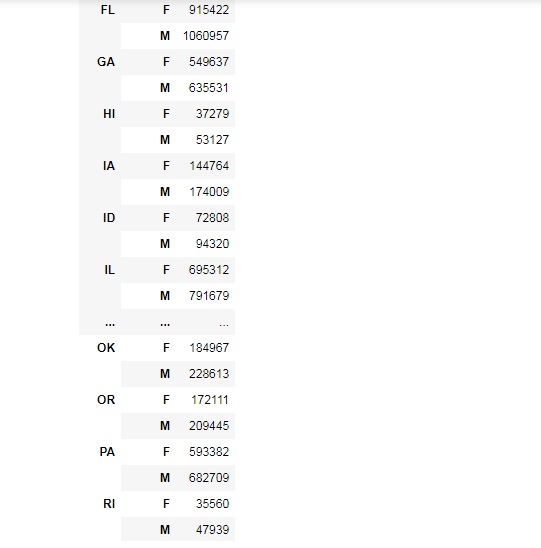 FL F 915422
M 1060957
GA F 549637
M 635531
HI F 37279
M 53127
IA F 144764
M 174009
ID F 72808
M 94320
IL F 695312
M 791679
... ... ...
OK F 184967
M 228613
OR F 172111
M 209445
PA F 593382
M 682709
RI F 35560
M 47939